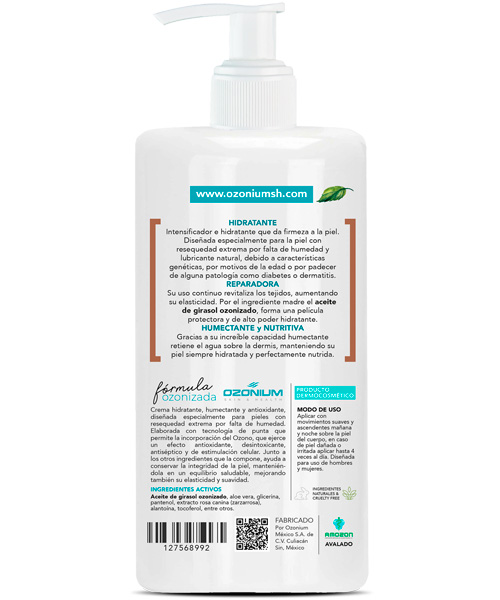 www.ozoniumsh.com
HIDRATANTE
Intensificador e hidratante que da firmeza a la piel.
Diseñada especialmente para la piel con
resequedad extrema por falta de humedad y
lubricante natural, debido a características
genéticas, por motivos de la edad o por padecer
de alguna patología como diabetes o dermatitis.
REPARADORA
Su uso continuo revitaliza los tejidos, aumentando
su elasticidad. Por el ingrediente madre el aceite
de girasol ozonizado, forma una película
protectora y de alto poder hidratante.
HUMECTANTE y NUTRITIVA
Gracias a su increíble capacidad humectante
retiene el agua sobre la dermis, manteniendo su
piel siempre hidratada y perfectamente nutrida.
fórmula
ozonizada
OZONIUM
SKIN & HEALTH
Crema hidratante, humectante y antioxidante,
diseñada especialmente para pieles con
resequedad extrema por falta de humedad.
Elaborada con tecnología de punta que
permite la incorporación del Ozono, que ejerce
un efecto antioxidante, desintoxicante,
antiséptico y de estimulación celular. Junto a
los otros ingredientes que la compone, ayuda a
conservar la integridad de la piel, mantenién-
dola en un equilibrio saludable, mejorando
también su elasticidad y suavidad.
INGREDIENTES ACTIVOS
Aceite de girasol ozonizado, aloe vera, glicerina,
pantenol, extracto rosa canina (zarzarrosa),
alantoína, tocoferol, entre otros.
PRODUCTO
DERMOCOSMÉTICO
MODO DE USO
Aplicar con
movimientos suaves y
ascendentes mañana
y noche sobre la piel
del cuerpo, en caso
de piel dañada o
irritada aplicar hasta 4
veces al día. Diseñada
para uso de hombres
y mujeres.
INGREDIENTES
NATURALES &
CRUELTY FREE
127568992
FABRICADO
Por Ozonium
México S.A. de
C.V. Culiacán
Sin, México
AMOZON
AVALADO